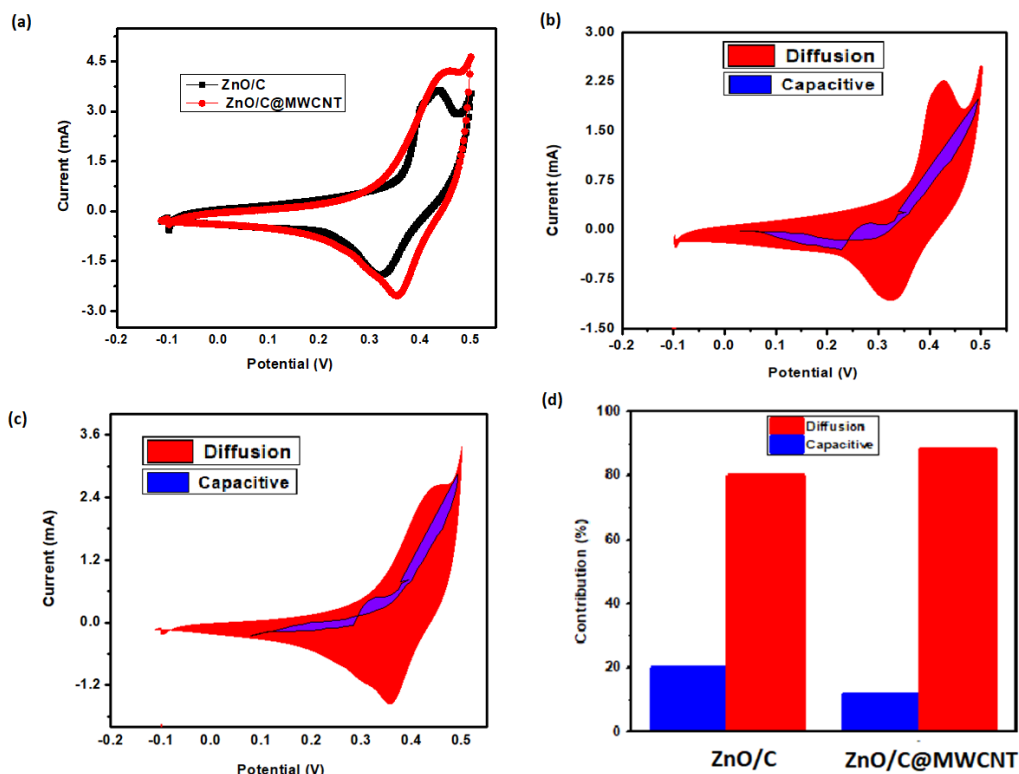 (a)
4.5
3.0
1.5
0.0
-1.5
-3.0
Current (mA)
ZnO/C
ZnO/C@MWCNT
-0.2 -0.1 0.0 0.1 0.2 0.3 0.4 0.5
Potential (V)
(b)
3.00
2.25
1.50
0.75
0.00
-0.75
-1.50
Current (mA)
Diffusion
Capacitive
-0.2 -0.1 0.0 0.1 0.2 0.3 0.4 0.5
Potential (V)
(c)
3.6
2.4
1.2
0.0
-1.2
Current (mA)
Diffusion
Capacitive
-0.2 -0.1 0.0 0.1 0.2 0.3 0.4 0.5
Potential (V)
(d)
100
80
60
40
20
0
Contribution (%)
Diffusion
Capacitive
ZnO/C ZnO/C@MWCNT